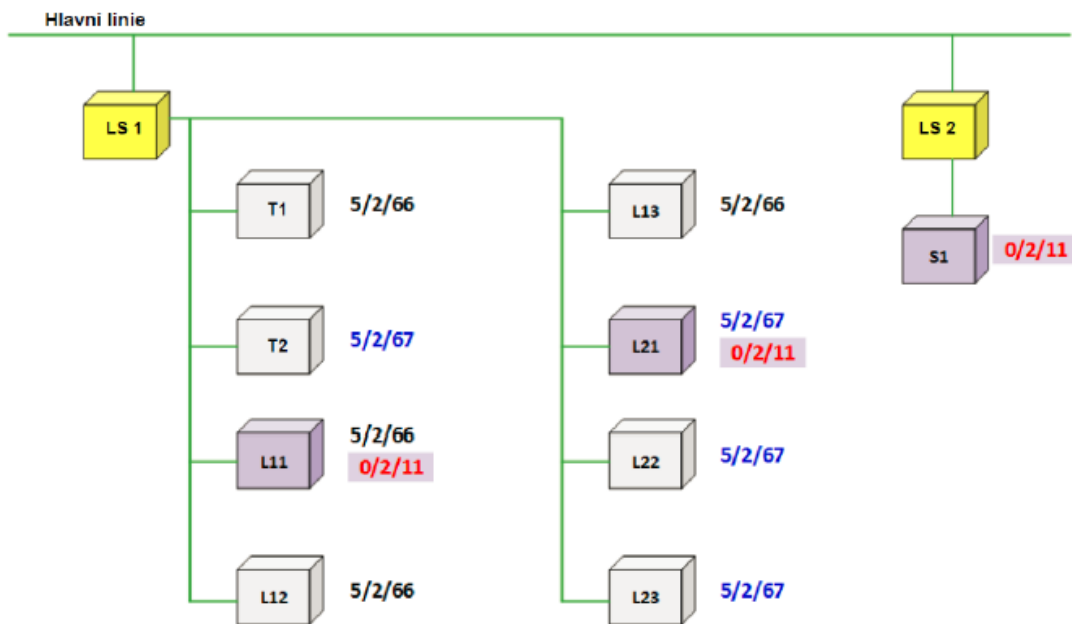 Hlavni linie
LS 1
LS 2
T1
5/2/66
L13
5/2/66
S1
0/2/11
T2
5/2/67
L21
5/2/67
0/2/11
L11
5/2/66
0/2/11
L22
5/2/67
L12
5/2/66
L23
5/2/67